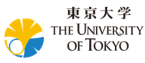 東京大学
THE UNIVERSITY
OF TOKYO